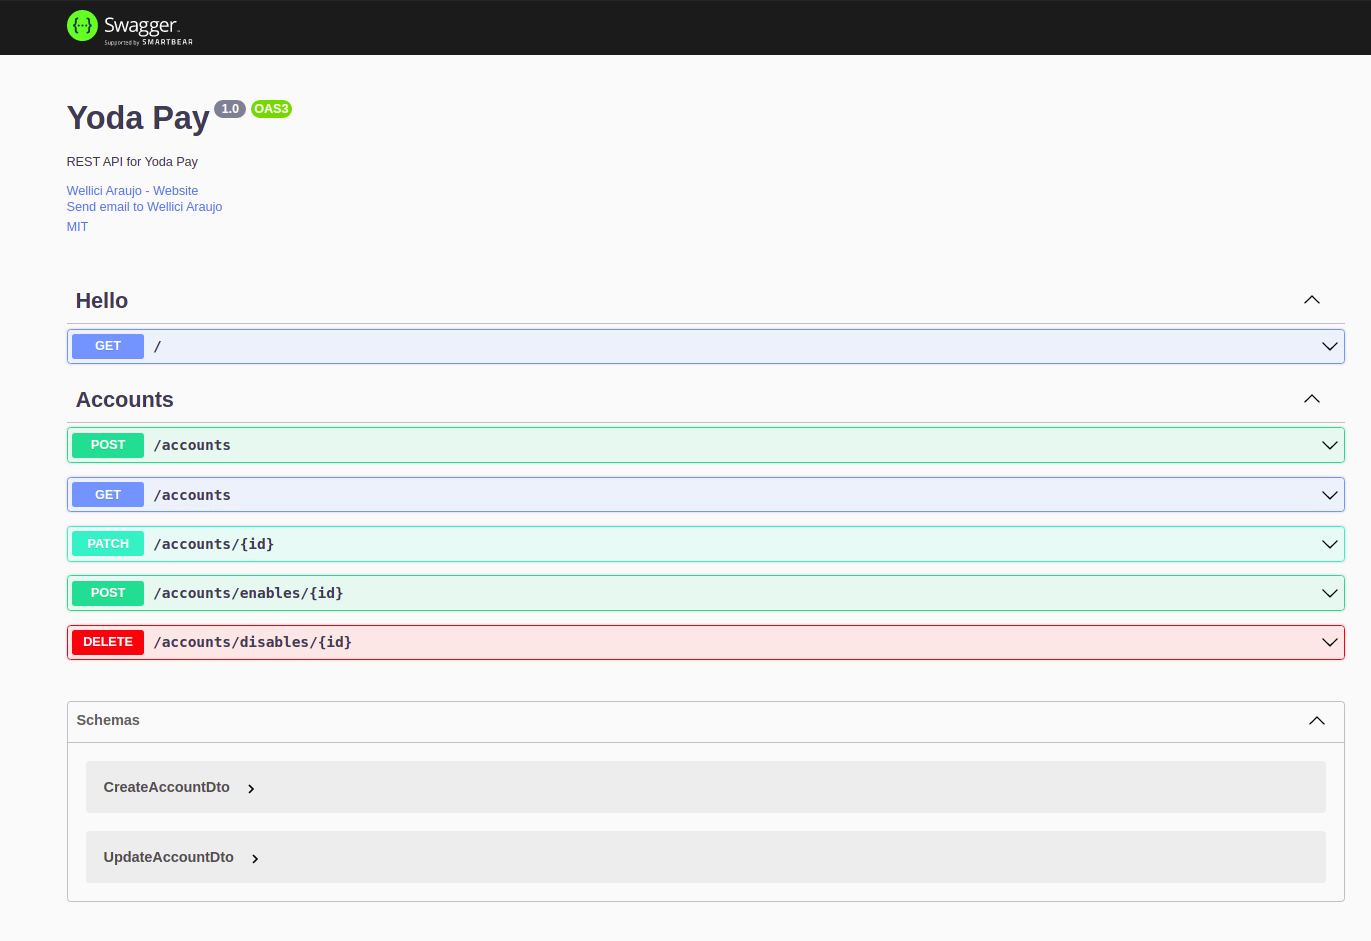 Swagger
Supported by SMARTBEAR
Yoda Pay 1.0 OAS3
REST API for Yoda Pay
Wellici Araujo - Website
Send email to Wellici Araujo
MIT
Hello
GET /
Accounts
POST /accounts
GET /accounts
PATCH /accounts/{id}
POST /accounts/enables/{id}
DELETE /accounts/disables/{id}
Schemas
CreateAccountDto
UpdateAccountDto